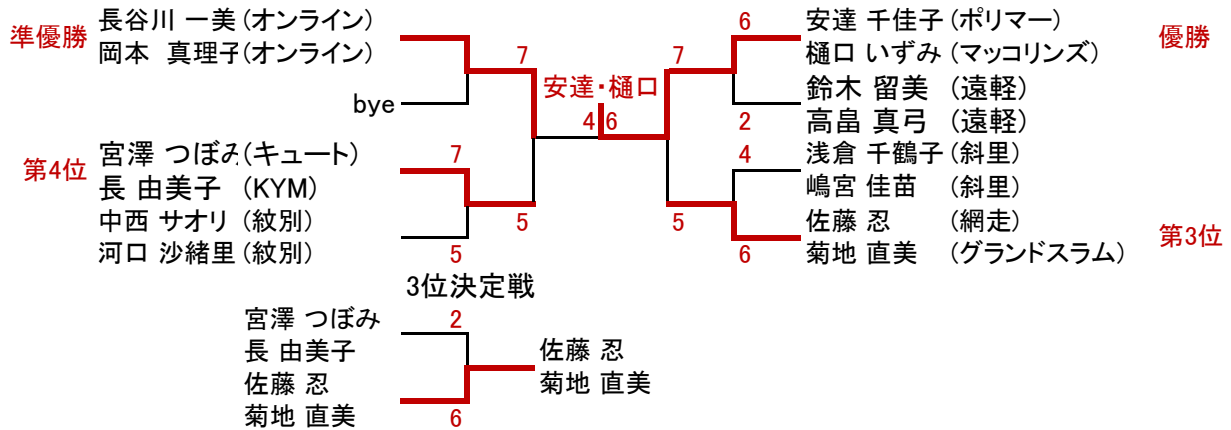 準優勝
長谷川 一美(オンライン)
岡本 真理子(オンライン)
7
bye
第4位
宮澤 つぼみ(キュート)
7
長 由美子 (KYM)
中西 サオリ (紋別)
5
河口 沙緒里(紋別)
5
安達・樋口
4 6
7
6
安達 千佳子(ポリマー)
優勝
樋口 いずみ(マッコリンズ)
鈴木 留美 (遠軽)
2
高畠 真弓 (遠軽)
4
浅倉 千鶴子(斜里)
嶋宮 佳苗 (斜里)
5
佐藤 忍 (網走)
第3位
6
菊地 直美 (グランドスラム)
3位決定戦
宮澤 つぼみ
2
長 由美子
佐藤 忍
6
菊地 直美
佐藤 忍
菊地 直美